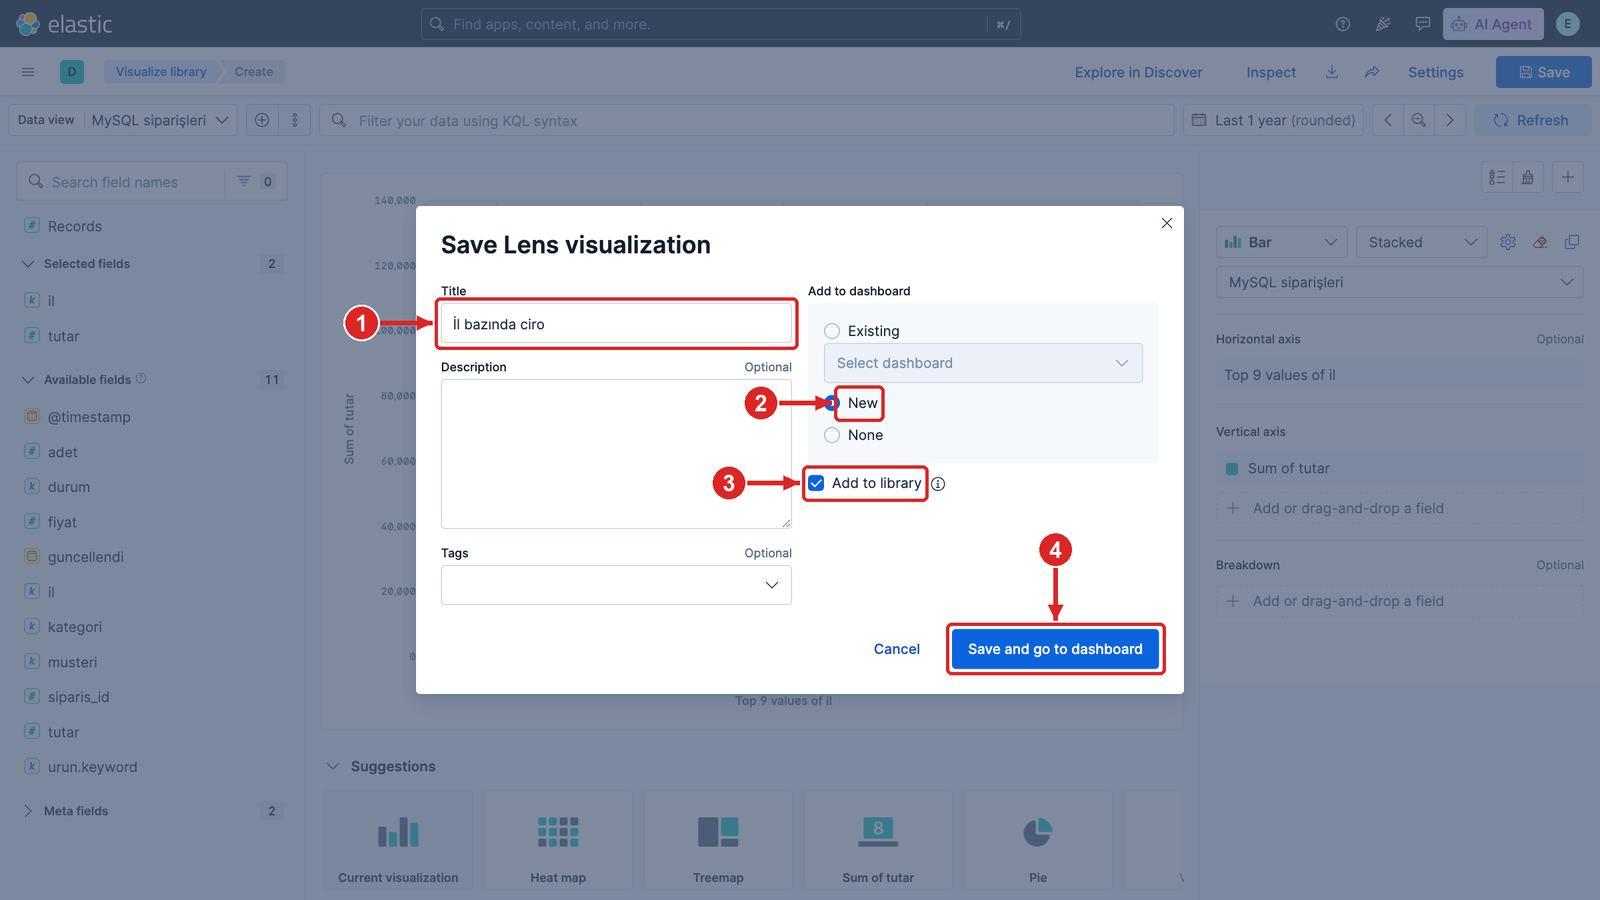 elastic
Find apps, content, and more.
⌘/
AI Agent
E
D
Visualize library
Create
Explore in Discover
Inspect
Settings
Save
Data view
MySQL siparişleri
Filter your data using KQL syntax
Last 1 year (rounded)
Refresh
Search field names
0
Records
Selected fields
2
il
tutar
Available fields
11
@timestamp
adet
durum
fiyat
guncellendi
il
kategori
musteri
siparis_id
tutar
urun.keyword
Meta fields
2
140,000
120,000
100,000
80,000
60,000
40,000
20,000
0
Sum of tutar
Top 9 values of il
Save Lens visualization
Title
1
İl bazında ciro
Description
Optional
Tags
Optional
Add to dashboard
Existing
Select dashboard
2
New
None
3
Add to library
4
Cancel
Save and go to dashboard
Suggestions
Current visualization
Heat map
Treemap
8
Sum of tutar
Pie
Bar
Stacked
MySQL siparişleri
Horizontal axis
Optional
Top 9 values of il
Vertical axis
Sum of tutar
Add or drag-and-drop a field
Breakdown
Optional
Add or drag-and-drop a field